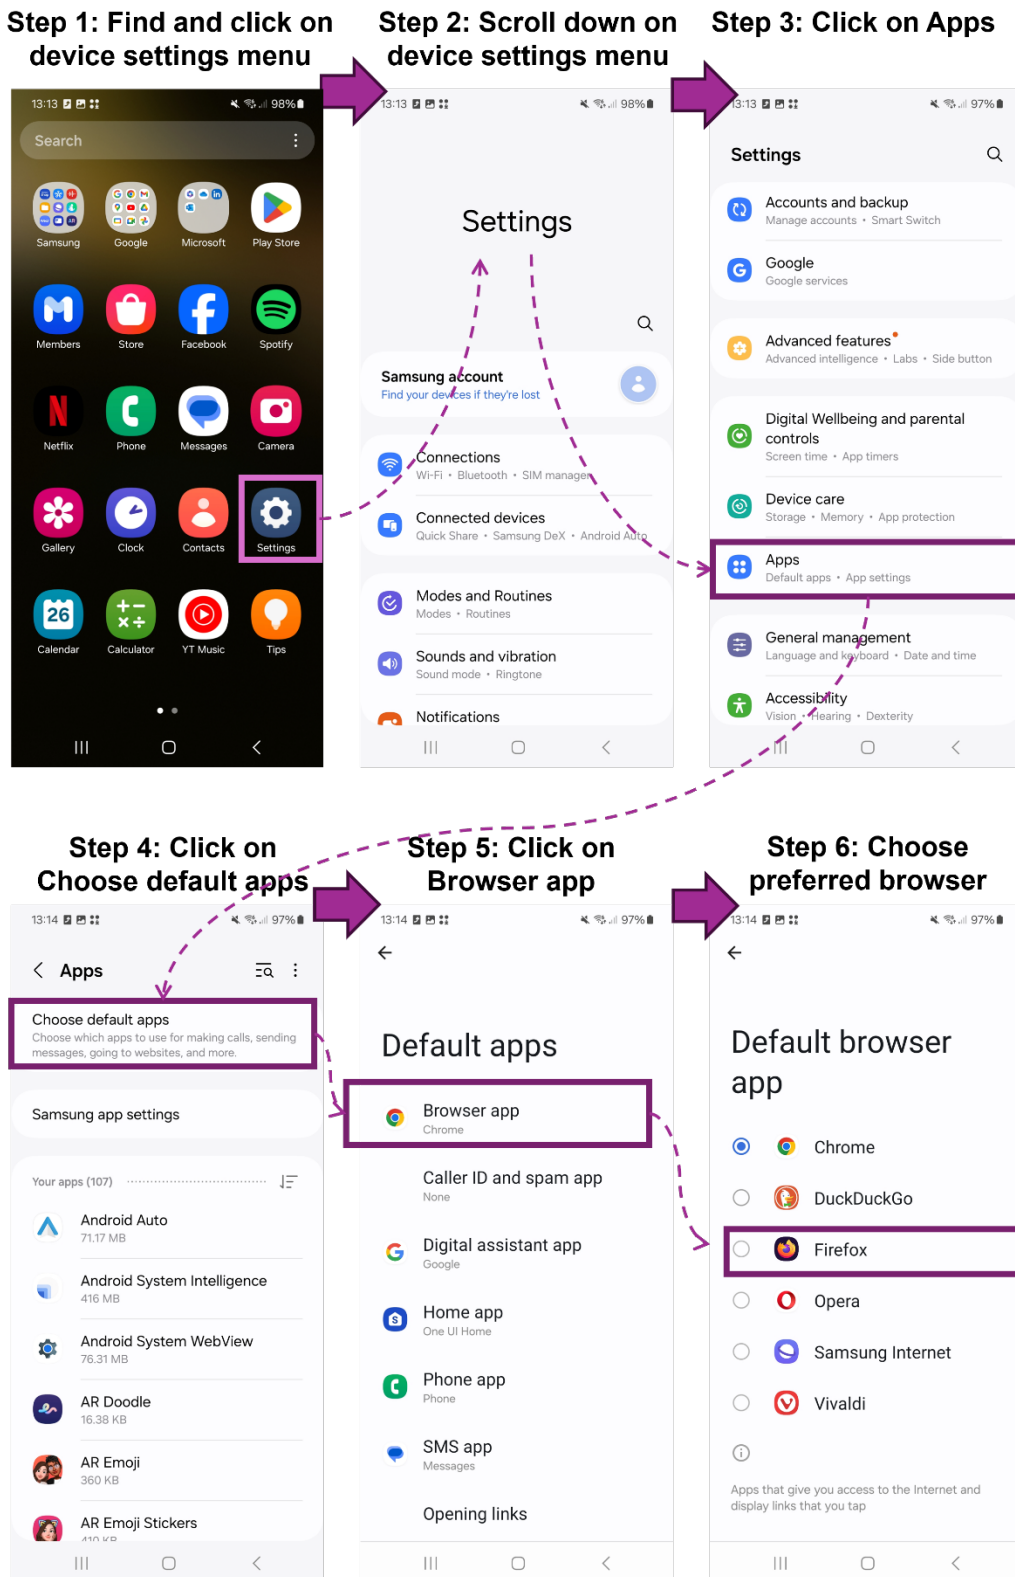 Step 1: Find and click on
device settings menu
Step 2: Scroll down on
device settings menu
Step 3: Click on Apps
13:13
98%
Search
Samsung
Google
Microsoft
Play Store
Members
Store
Facebook
Spotify
Netflix
Phone
Messages
Camera
Gallery
Clock
Contacts
Settings
26
Calendar
Calculator
YT Music
Tips
13:13
98%
Settings
Samsung account
Find your devices if they're lost
Connections
Wi-Fi • Bluetooth • SIM manager
Connected devices
Quick Share • Samsung DeX • Android Auto
Modes and Routines
Modes • Routines
Sounds and vibration
Sound mode • Ringtone
Notifications
13:13
97%
Settings
Accounts and backup
Manage accounts • Smart Switch
Google
Google services
Advanced features
Advanced intelligence • Labs • Side button
Digital Wellbeing and parental
controls
Screen time • App timers
Device care
Storage • Memory • App protection
Apps
Default apps • App settings
General management
Language and keyboard • Date and time
Accessibility
Vision • Hearing • Dexterity
Step 4: Click on
Choose default apps
Step 5: Click on
Browser app
Step 6: Choose
preferred browser
13:14
97%
Apps
Choose default apps
Choose which apps to use for making calls, sending
messages, going to websites, and more.
Samsung app settings
Your apps (107)
Android Auto
71.17 MB
Android System Intelligence
416 MB
Android System WebView
76.31 MB
AR Doodle
16.38 KB
AR Emoji
360 KB
AR Emoji Stickers
410 KB
13:14
97%
Default apps
Browser app
Chrome
Caller ID and spam app
None
Digital assistant app
Google
Home app
One UI Home
Phone app
Phone
SMS app
Messages
Opening links
13:14
97%
Default browser
app
Chrome
DuckDuckGo
Firefox
Opera
Samsung Internet
Vivaldi
Apps that give you access to the Internet and
display links that you tap